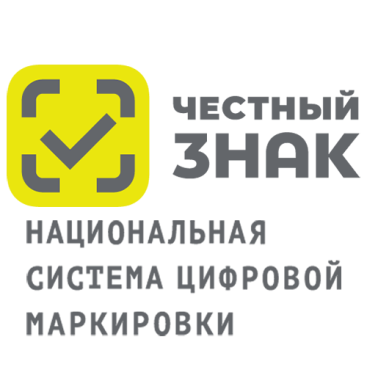 ЧЕСТНЫЙ
ЗНАК
НАЦИОНАЛЬНАЯ
СИСТЕМА ЦИФРОВОЙ
МАРКИРОВКИ